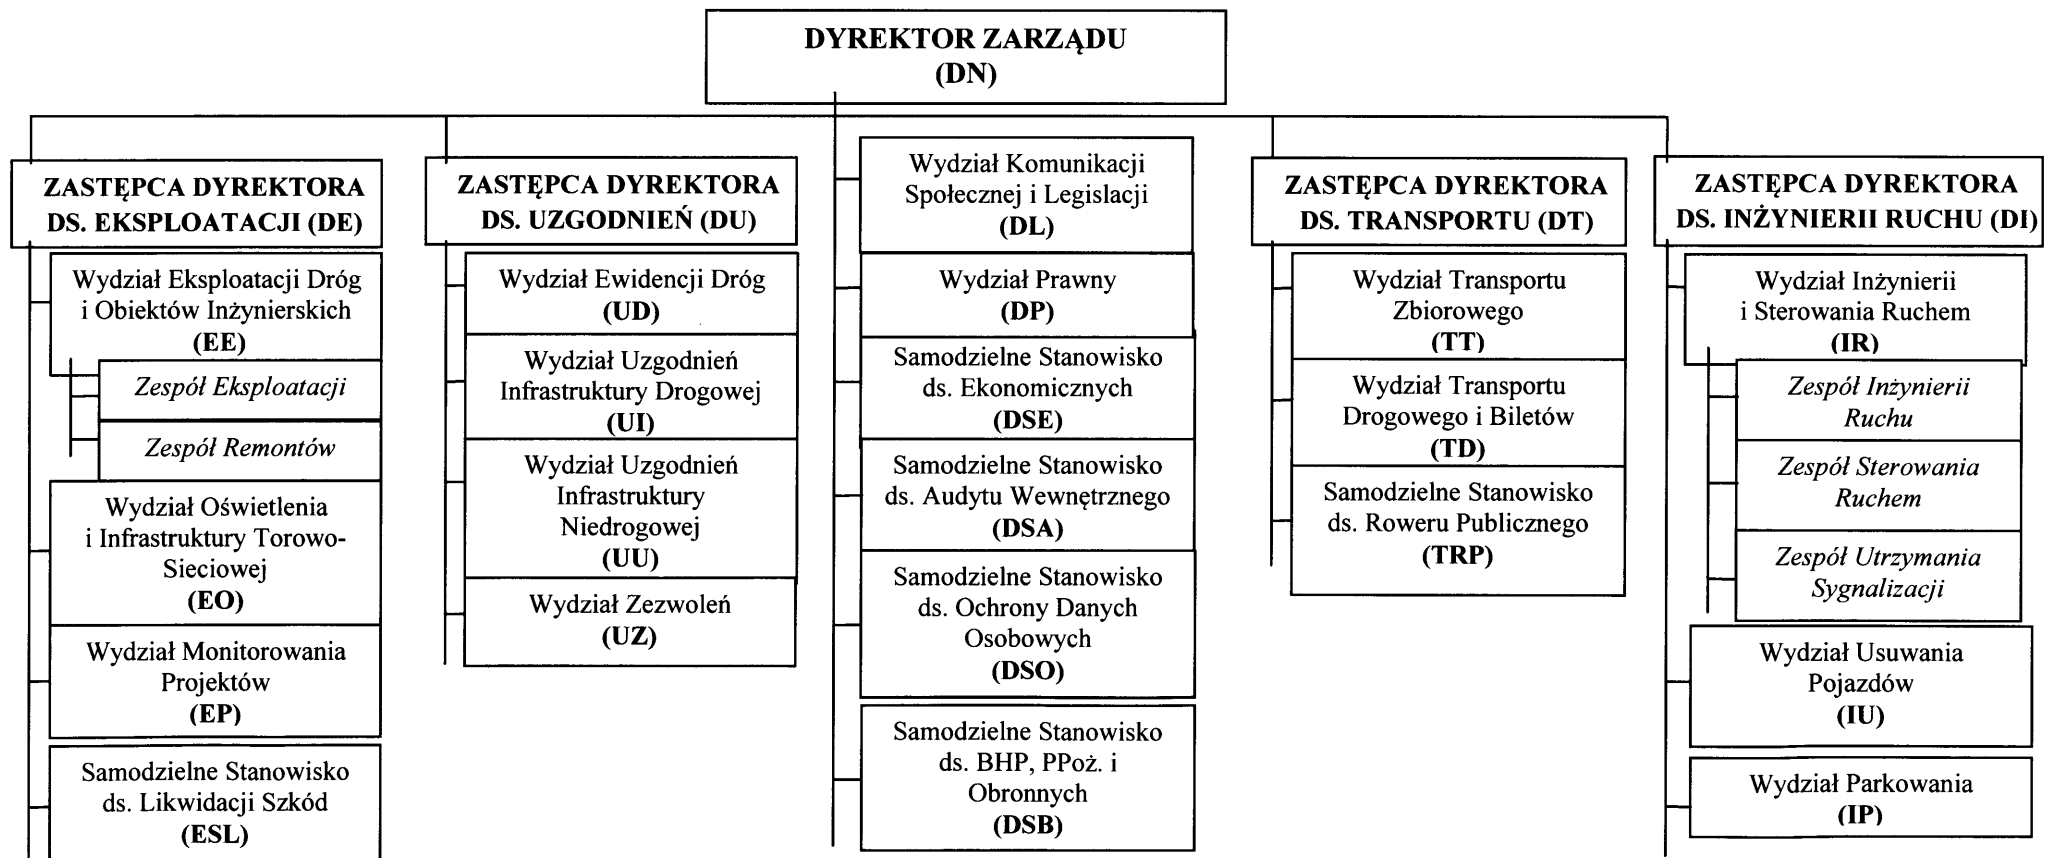 DYREKTOR ZARZĄDU
(DN)
ZASTĘPCA DYREKTORA
DS. EKSPLOATACJI (DE)
Wydział Eksploatacji Dróg
i Obiektów Inżynierskich
(EE)
Zespół Eksploatacji
Zespół Remontów
Wydział Oświetlenia
i Infrastruktury Torowo-
Sieciowej
(EO)
Wydział Monitorowania
Projektów
(EP)
Samodzielne Stanowisko
ds. Likwidacji Szkód
(ESL)
ZASTĘPCA DYREKTORA
DS. UZGODNIEŃ (DU)
Wydział Ewidencji Dróg
(UD)
Wydział Uzgodnień
Infrastruktury Drogowej
(UI)
Wydział Uzgodnień
Infrastruktury
Niedrogowej
(UU)
Wydział Zezwoleń
(UZ)
Wydział Komunikacji
Społecznej i Legislacji
(DL)
Wydział Prawny
(DP)
Samodzielne Stanowisko
ds. Ekonomicznych
(DSE)
Samodzielne Stanowisko
ds. Audytu Wewnętrznego
(DSA)
Samodzielne Stanowisko
ds. Ochrony Danych
Osobowych
(DSO)
Samodzielne Stanowisko
ds. BHP, PPoż. i
Obronnych
(DSB)
ZASTĘPCA DYREKTORA
DS. TRANSPORTU (DT)
Wydział Transportu
Zbiorowego
(TT)
Wydział Transportu
Drogowego i Biletów
(TD)
Samodzielne Stanowisko
ds. Roweru Publicznego
(TRP)
ZASTĘPCA DYREKTORA
DS. INŻYNIERII RUCHU (DI)
Wydział Inżynierii
i Sterowania Ruchem
(IR)
Zespół Inżynierii
Ruchu
Zespół Sterowania
Ruchem
Zespół Utrzymania
Sygnalizacji
Wydział Usuwania
Pojazdów
(IU)
Wydział Parkowania
(IP)